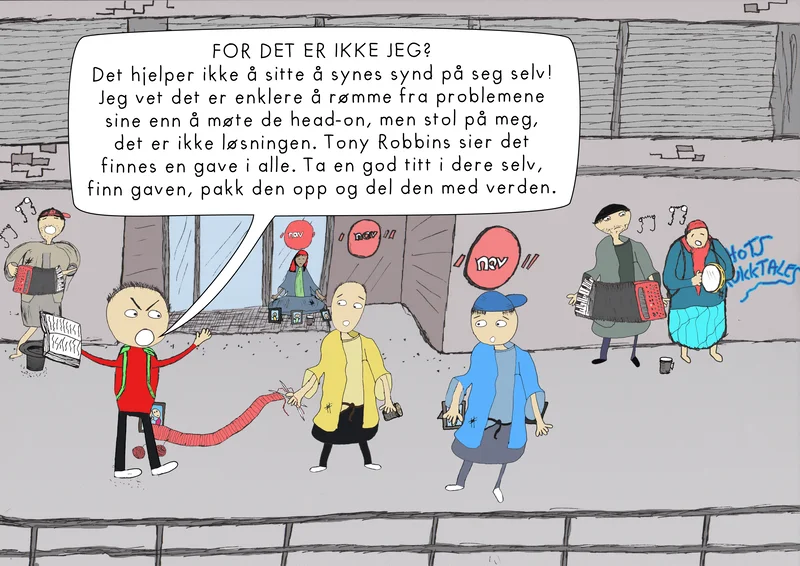 FOR DET ER IKKE JEG?
Det hjelper ikke å sitte å synes synd på seg selv!
Jeg vet det er enklere å rømme fra problemene
sine enn å møte de head-on, men stol på meg,
det er ikke løsningen. Tony Robbins sier det
finnes en gave i alle. Ta en god titt i dere selv,
finn gaven, pakk den opp og del den med verden.
nav
nav
nav
HoTS